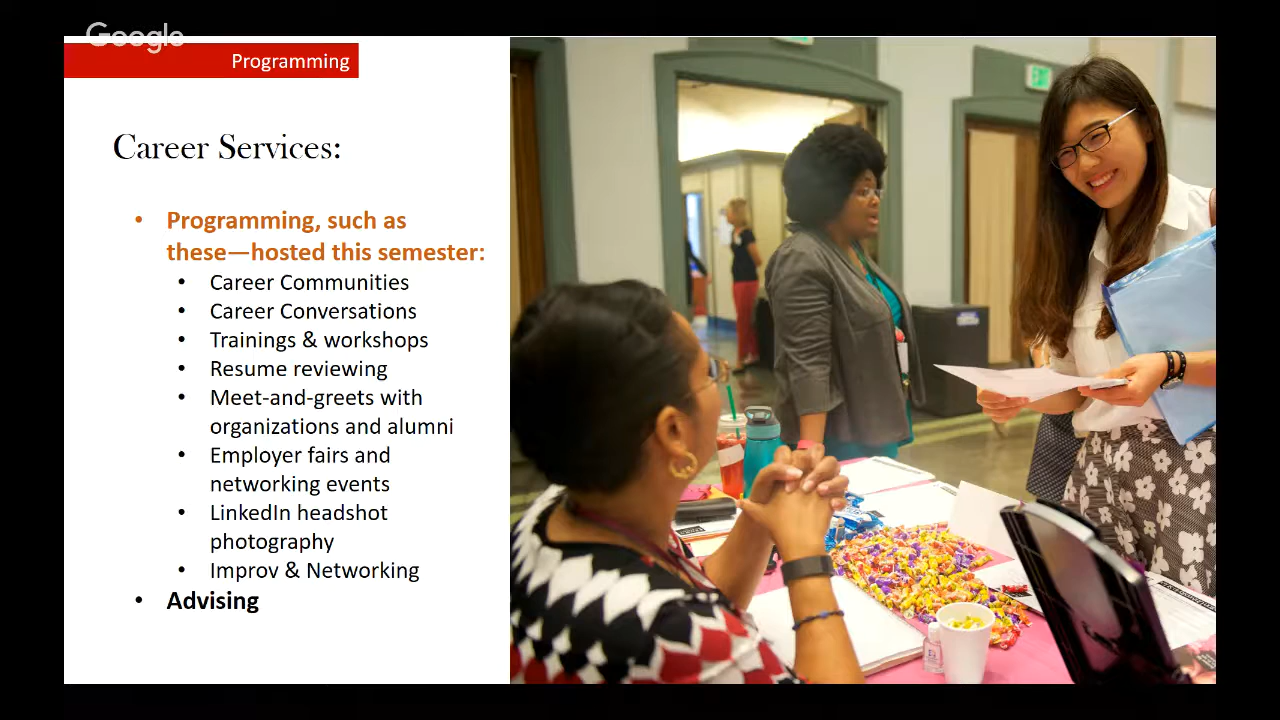 Google
Programming
Career Services:
• Programming, such as
these—hosted this semester:
• Career Communities
• Career Conversations
• Trainings & workshops
• Resume reviewing
• Meet-and-greets with
organizations and alumni
• Employer fairs and
networking events
• LinkedIn headshot
photography
• Improv & Networking
• Advising